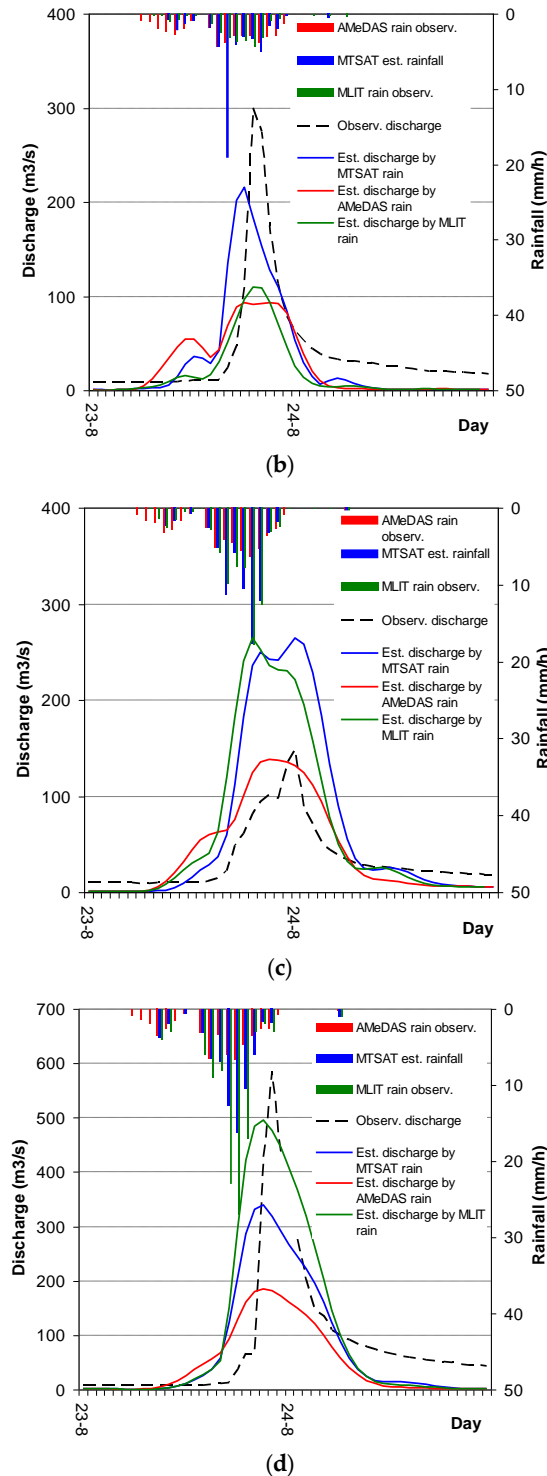 400
300
200
100
0
Discharge (m3/s)
0
10
20
30
40
50
Rainfall (mm/h)
AMeDAS rain observ.
MTSAT est. rainfall
MLIT rain observ.
Observ. discharge
Est. discharge by
MTSAT rain
Est. discharge by
AMeDAS rain
Est. discharge by MLIT
rain
23-8
24-8
Day
(b)
400
300
200
100
0
Discharge (m3/s)
0
10
20
30
40
50
Rainfall (mm/h)
AMeDAS rain
observ.
MTSAT est. rainfall
MLIT rain observ.
Observ. discharge
Est. discharge by
MTSAT rain
Est. discharge by
AMeDAS rain
Est. discharge by
MLIT rain
23-8
24-8
Day
(c)
700
600
500
400
300
200
100
0
Discharge (m3/s)
0
10
20
30
40
50
Rainfall (mm/h)
AMeDAS rain observ.
MTSAT est. rainfall
MLIT rain observ.
Observ. discharge
Est. discharge by
MTSAT rain
Est. discharge by
AMeDAS rain
Est. discharge by MLIT
rain
23-8
24-8
Day
(d)